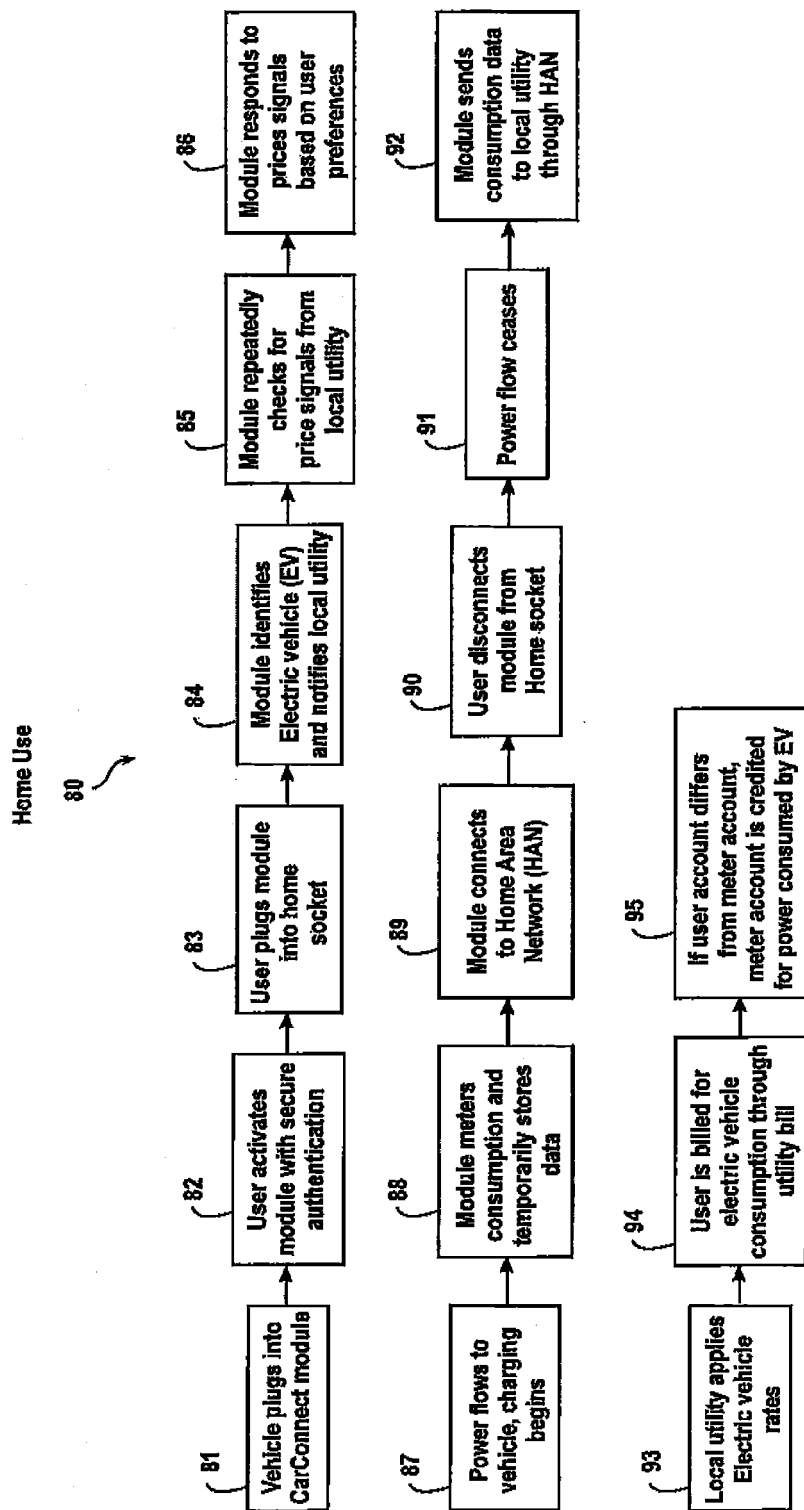 Home Use
80
81
Vehicle plugs into
CarConnect module
82
User activates
module with secure
authentication
83
User plugs module
into home
socket
84
Module identifies
Electric vehicle (EV)
and notifies local utility
85
Module repeatedly
checks for
price signals from
local utility
86
Module responds to
prices signals
based on user
preferences
87
Power flows to
vehicle, charging
begins
88
Module meters
consumption and
temporarily stores
data
89
Module connects
to Home Area
Network (HAN)
90
User disconnects
module from
Home socket
91
Power flow ceases
92
Module sends
consumption data
to local utility
through HAN
93
Local utility applies
Electric vehicle
rates
94
User is billed for
electric vehicle
consumption through
utility bill
95
If user account differs
from meter account,
meter account is credited
for power consumed by EV